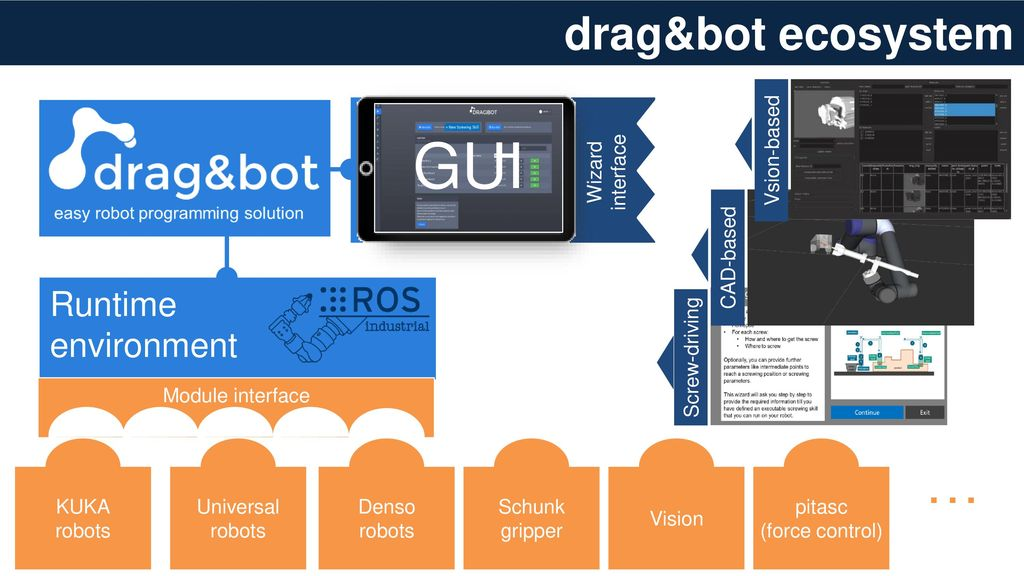 drag&bot ecosystem
drag&bot
easy robot programming solution
DRAG&BOT
+ New Screwing Skill
GUI
Wizard
interface
Vsion-based
CAD-based
Screw-driving
• For each screw:
• How and where to get the screw
• Where to screw
Optionally, you can provide further
parameters like intermediate points to
reach a screwing position or screwing
parameters.
This wizard will ask you step by step to
provide the required information till you
have defined an executable screwing skill
that you can run on your robot.
Continue
Exit
Runtime
environment
ROS
industrial
Module interface
KUKA
robots
Universal
robots
Denso
robots
Schunk
gripper
Vision
pitasc
(force control)
...